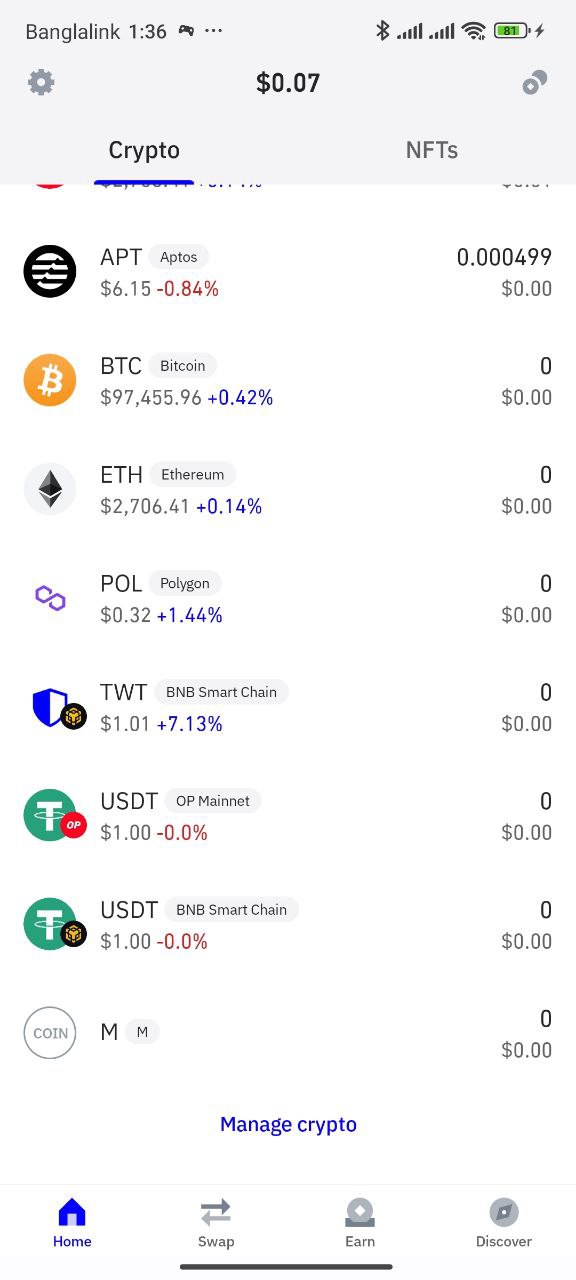 Banglalink 1:36 ... 81
$0.07
Crypto NFTs
APT Aptos 0.000499
$6.15 -0.84% $0.00
BTC Bitcoin 0
$97,455.96 +0.42% $0.00
ETH Ethereum 0
$2,706.41 +0.14% $0.00
POL Polygon 0
$0.32 +1.44% $0.00
TWT BNB Smart Chain 0
$1.01 +7.13% $0.00
USDT OP Mainnet 0
OP
$1.00 -0.0% $0.00
USDT BNB Smart Chain 0
$1.00 -0.0% $0.00
COIN M M 0
$0.00
Manage crypto
Home Swap Earn Discover